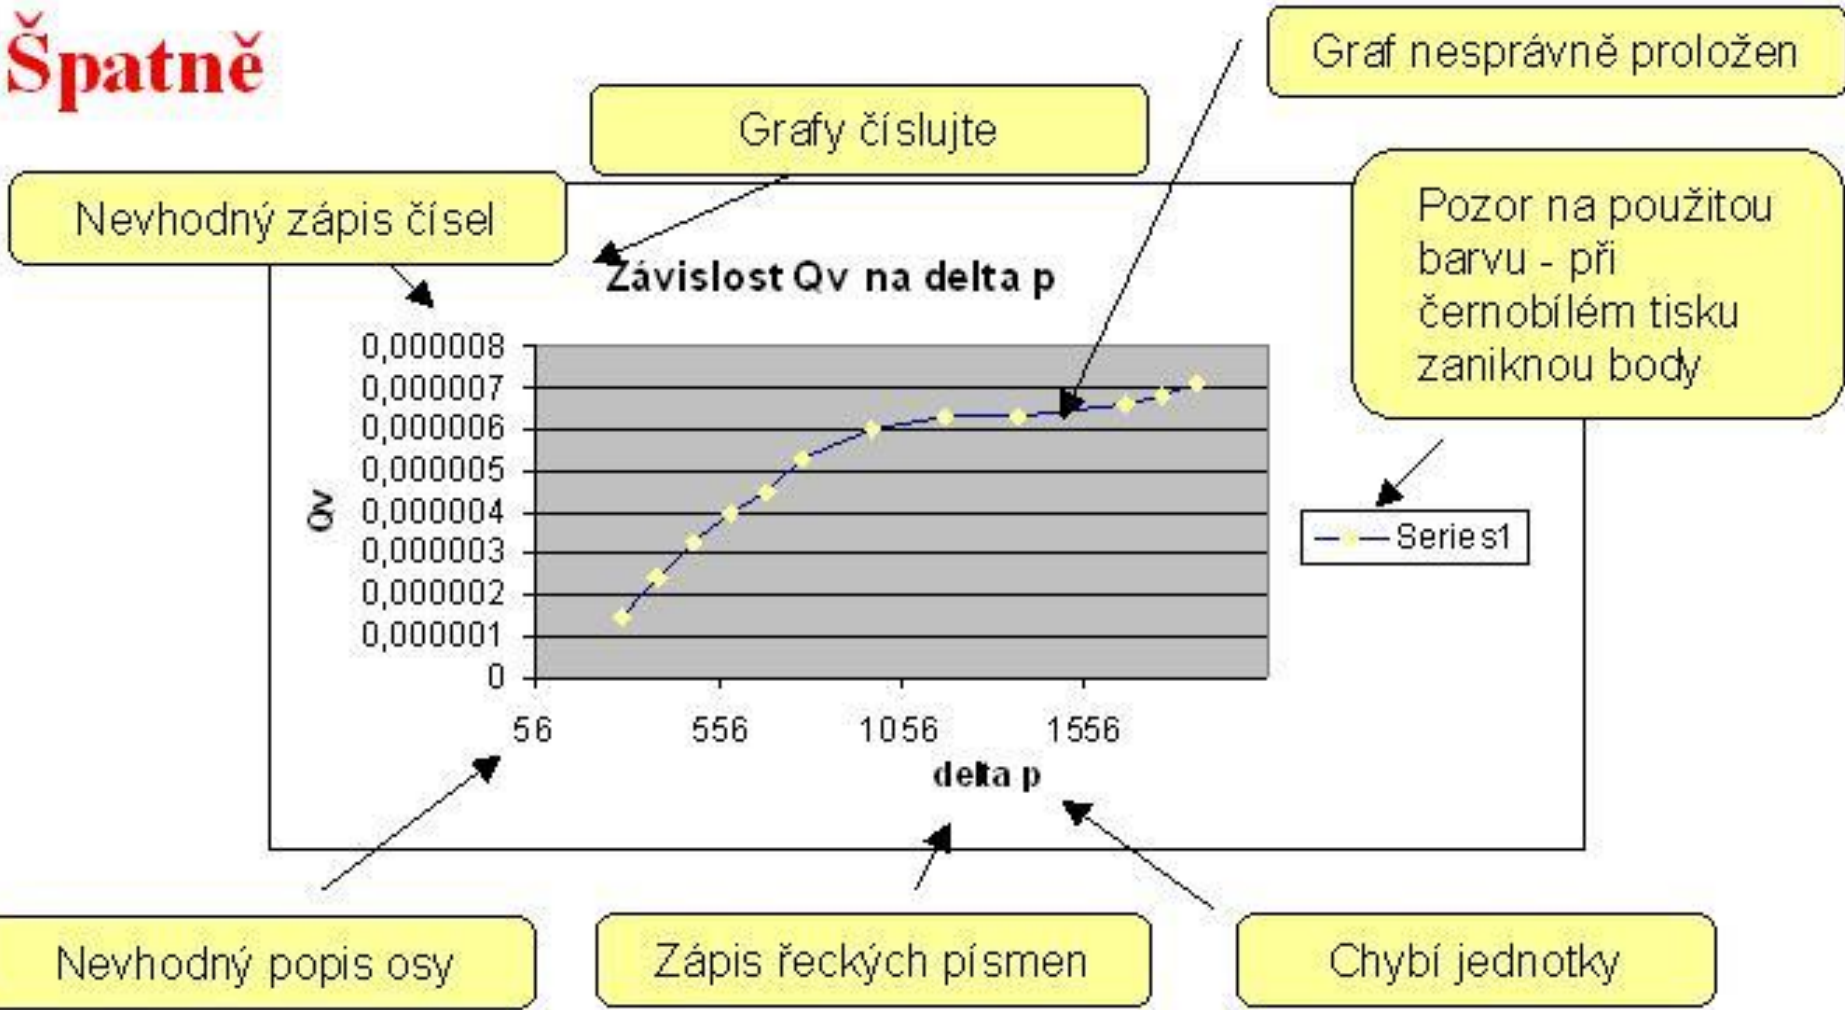 Špatně
Graf nesprávně proložen
Grafy číslujte
Nevhodný zápis čísel
Pozor na použitou
barvu - při
černobílém tisku
zaniknou body
Závislost Qv na delta p
0,000008
0,000007
0,000006
0,000005
0,000004
0,000003
0,000002
0,000001
0
Qv
Series1
56 556 1056 1556
delta p
Nevhodný popis osy
Zápis řeckých písmen
Chybí jednotky